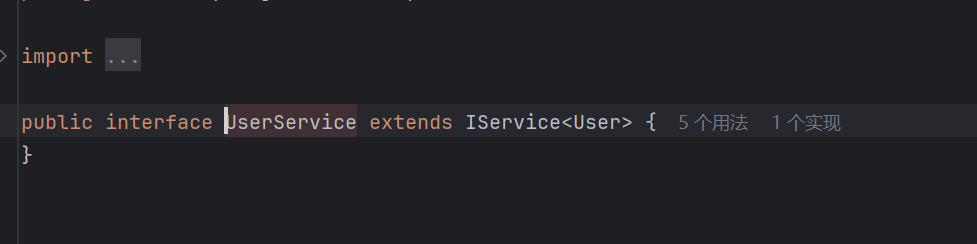 import ...
public interface UserService extends IService<User> { 5 个用法 1 个实现
}